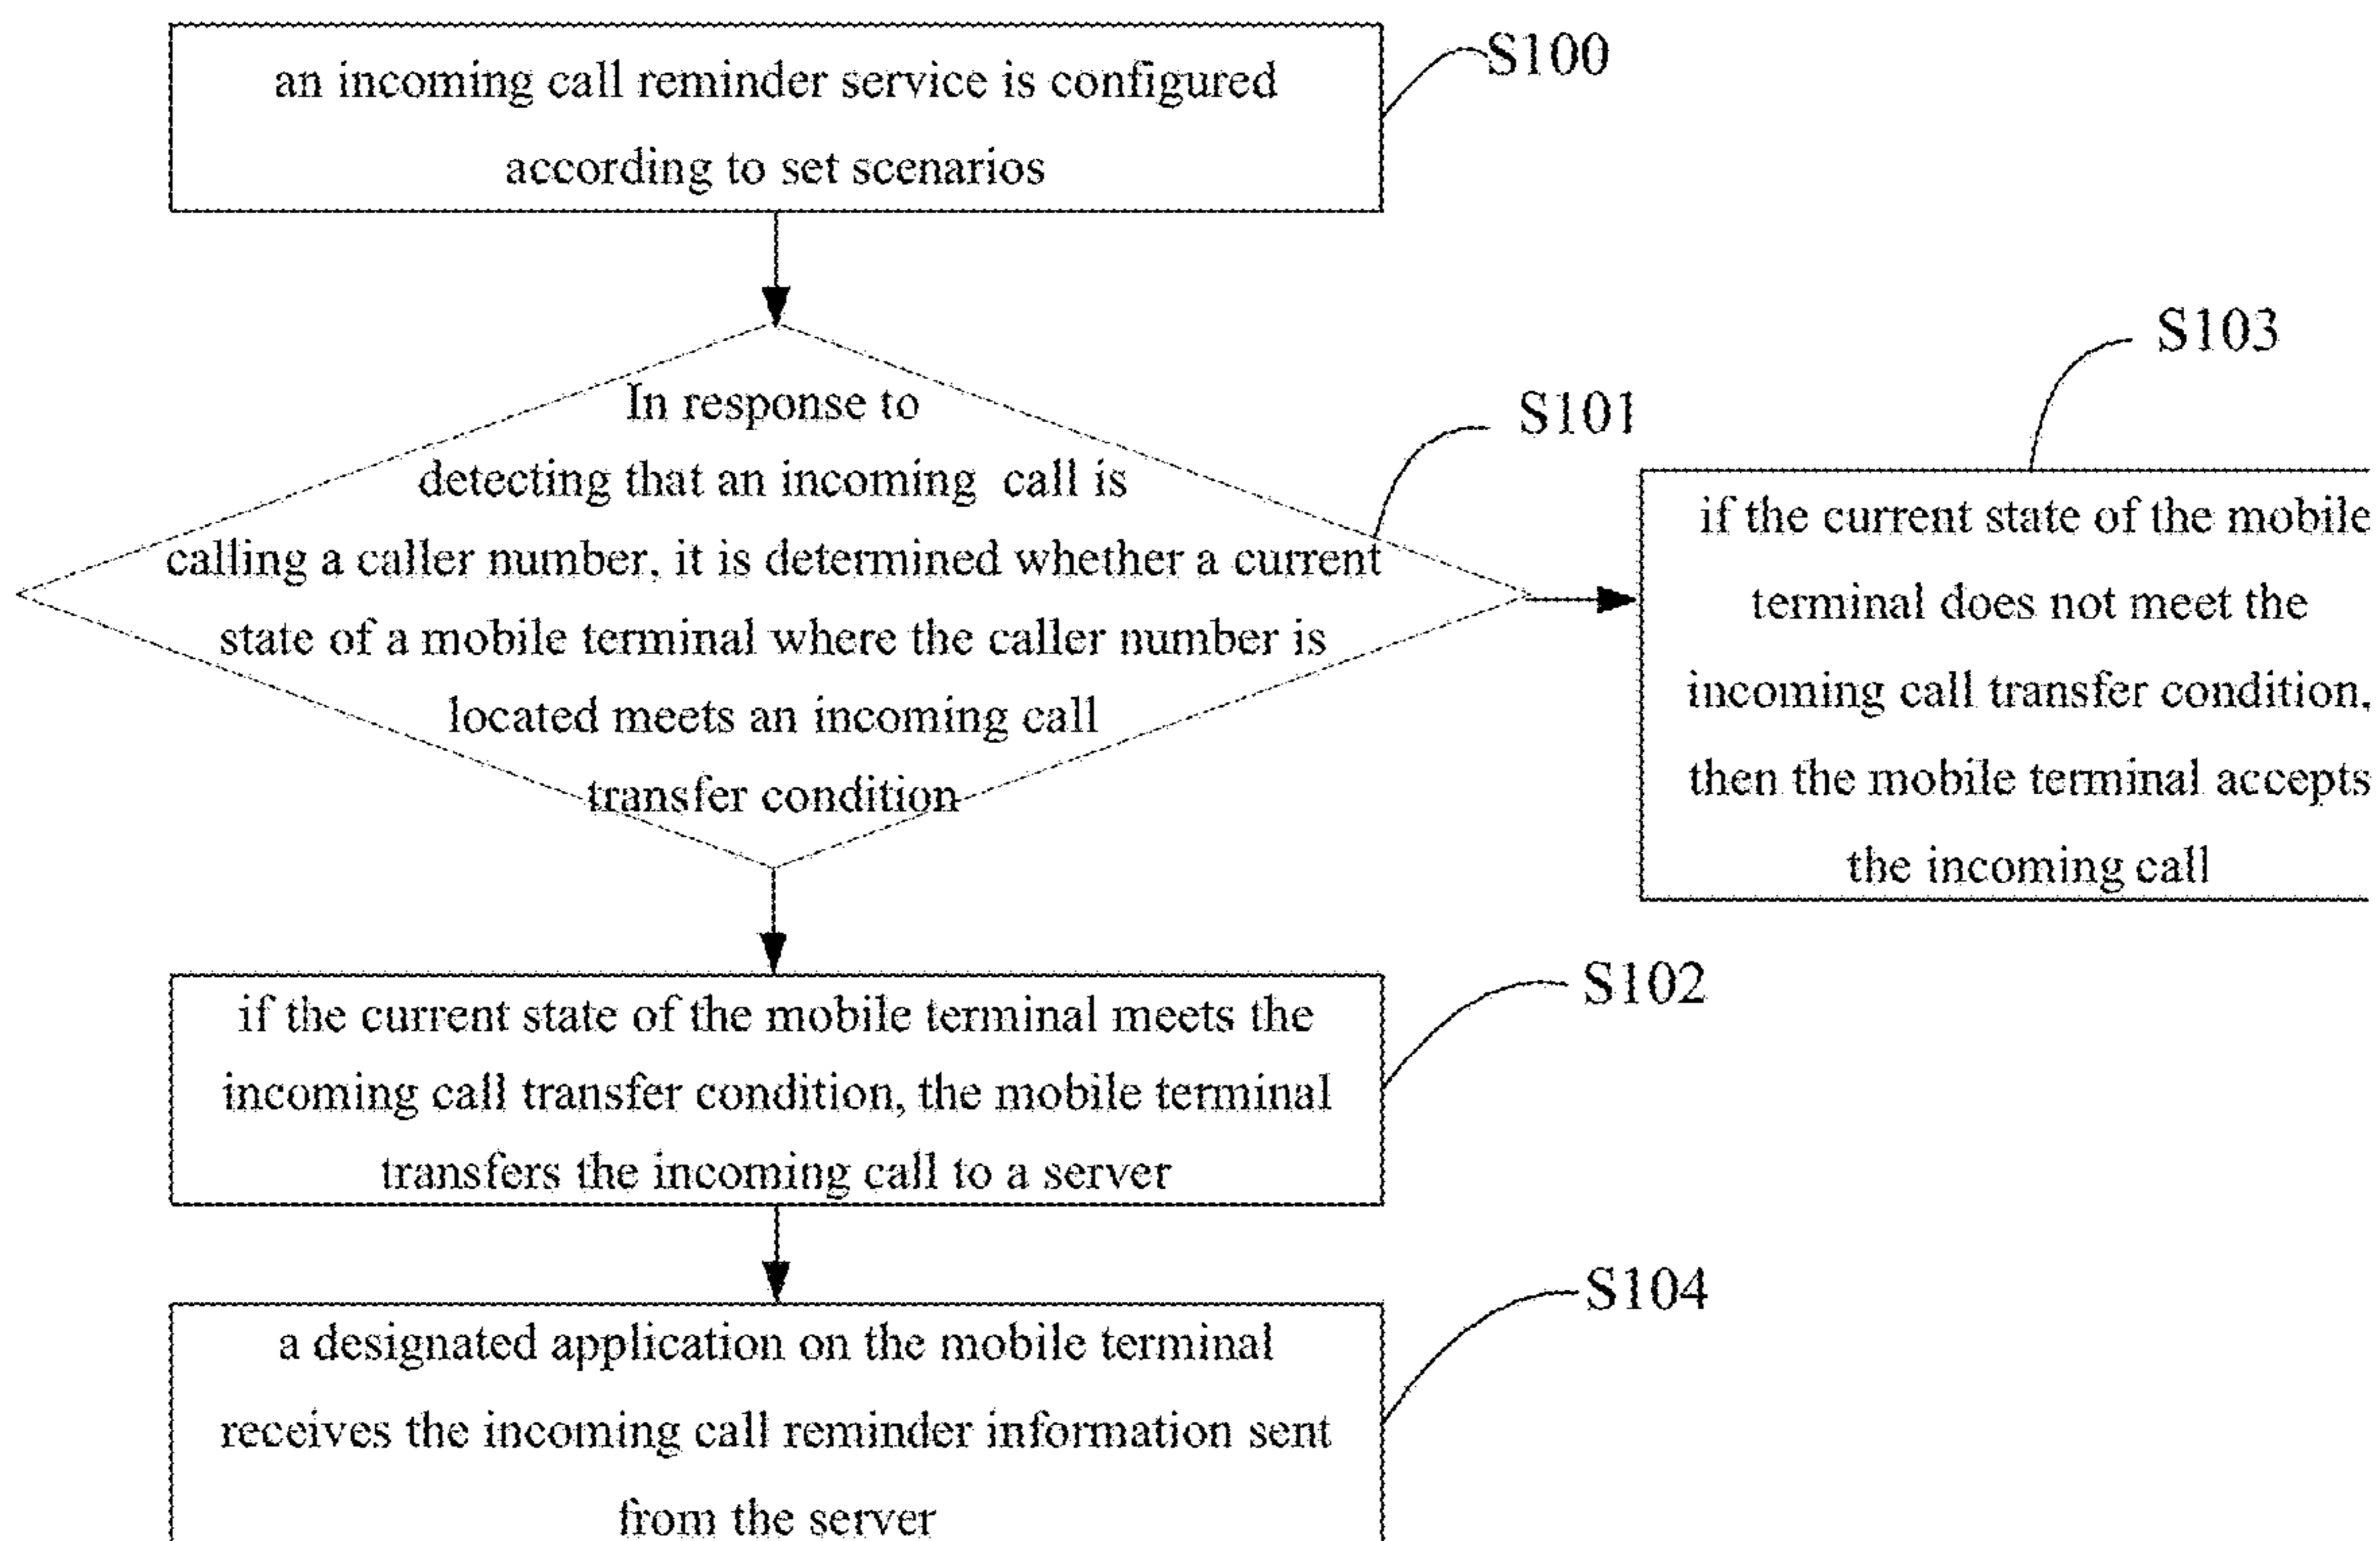 an incoming call reminder service is configured
according to set scenarios
S100
In response to
detecting that an incoming call is
calling a caller number, it is determined whether a current
state of a mobile terminal where the caller number is
located meets an incoming call
transfer condition
S101
S103
if the current state of the mobile
terminal does not meet the
incoming call transfer condition,
then the mobile terminal accepts
the incoming call
if the current state of the mobile terminal meets the
incoming call transfer condition, the mobile terminal
transfers the incoming call to a server
S102
a designated application on the mobile terminal
receives the incoming call reminder information sent
from the server
S104